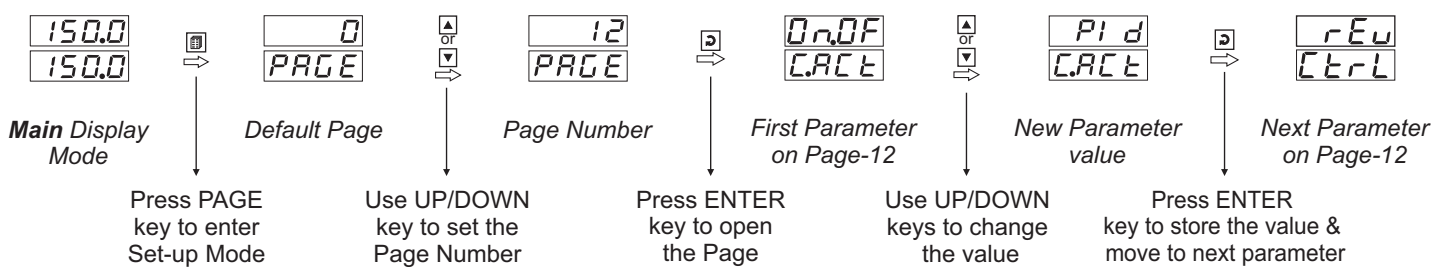 150.0
150.0
0
PAGE
or
12
PAGE
On.OF
C.ACt
or
PI d
C.ACt
rEu
CtrL
Main Display
Mode
Default Page
Page Number
First Parameter
on Page-12
New Parameter
value
Next Parameter
on Page-12
Press PAGE
key to enter
Set-up Mode
Use UP/DOWN
key to set the
Page Number
Press ENTER
key to open
the Page
Use UP/DOWN
keys to change
the value
Press ENTER
key to store the value &
move to next parameter